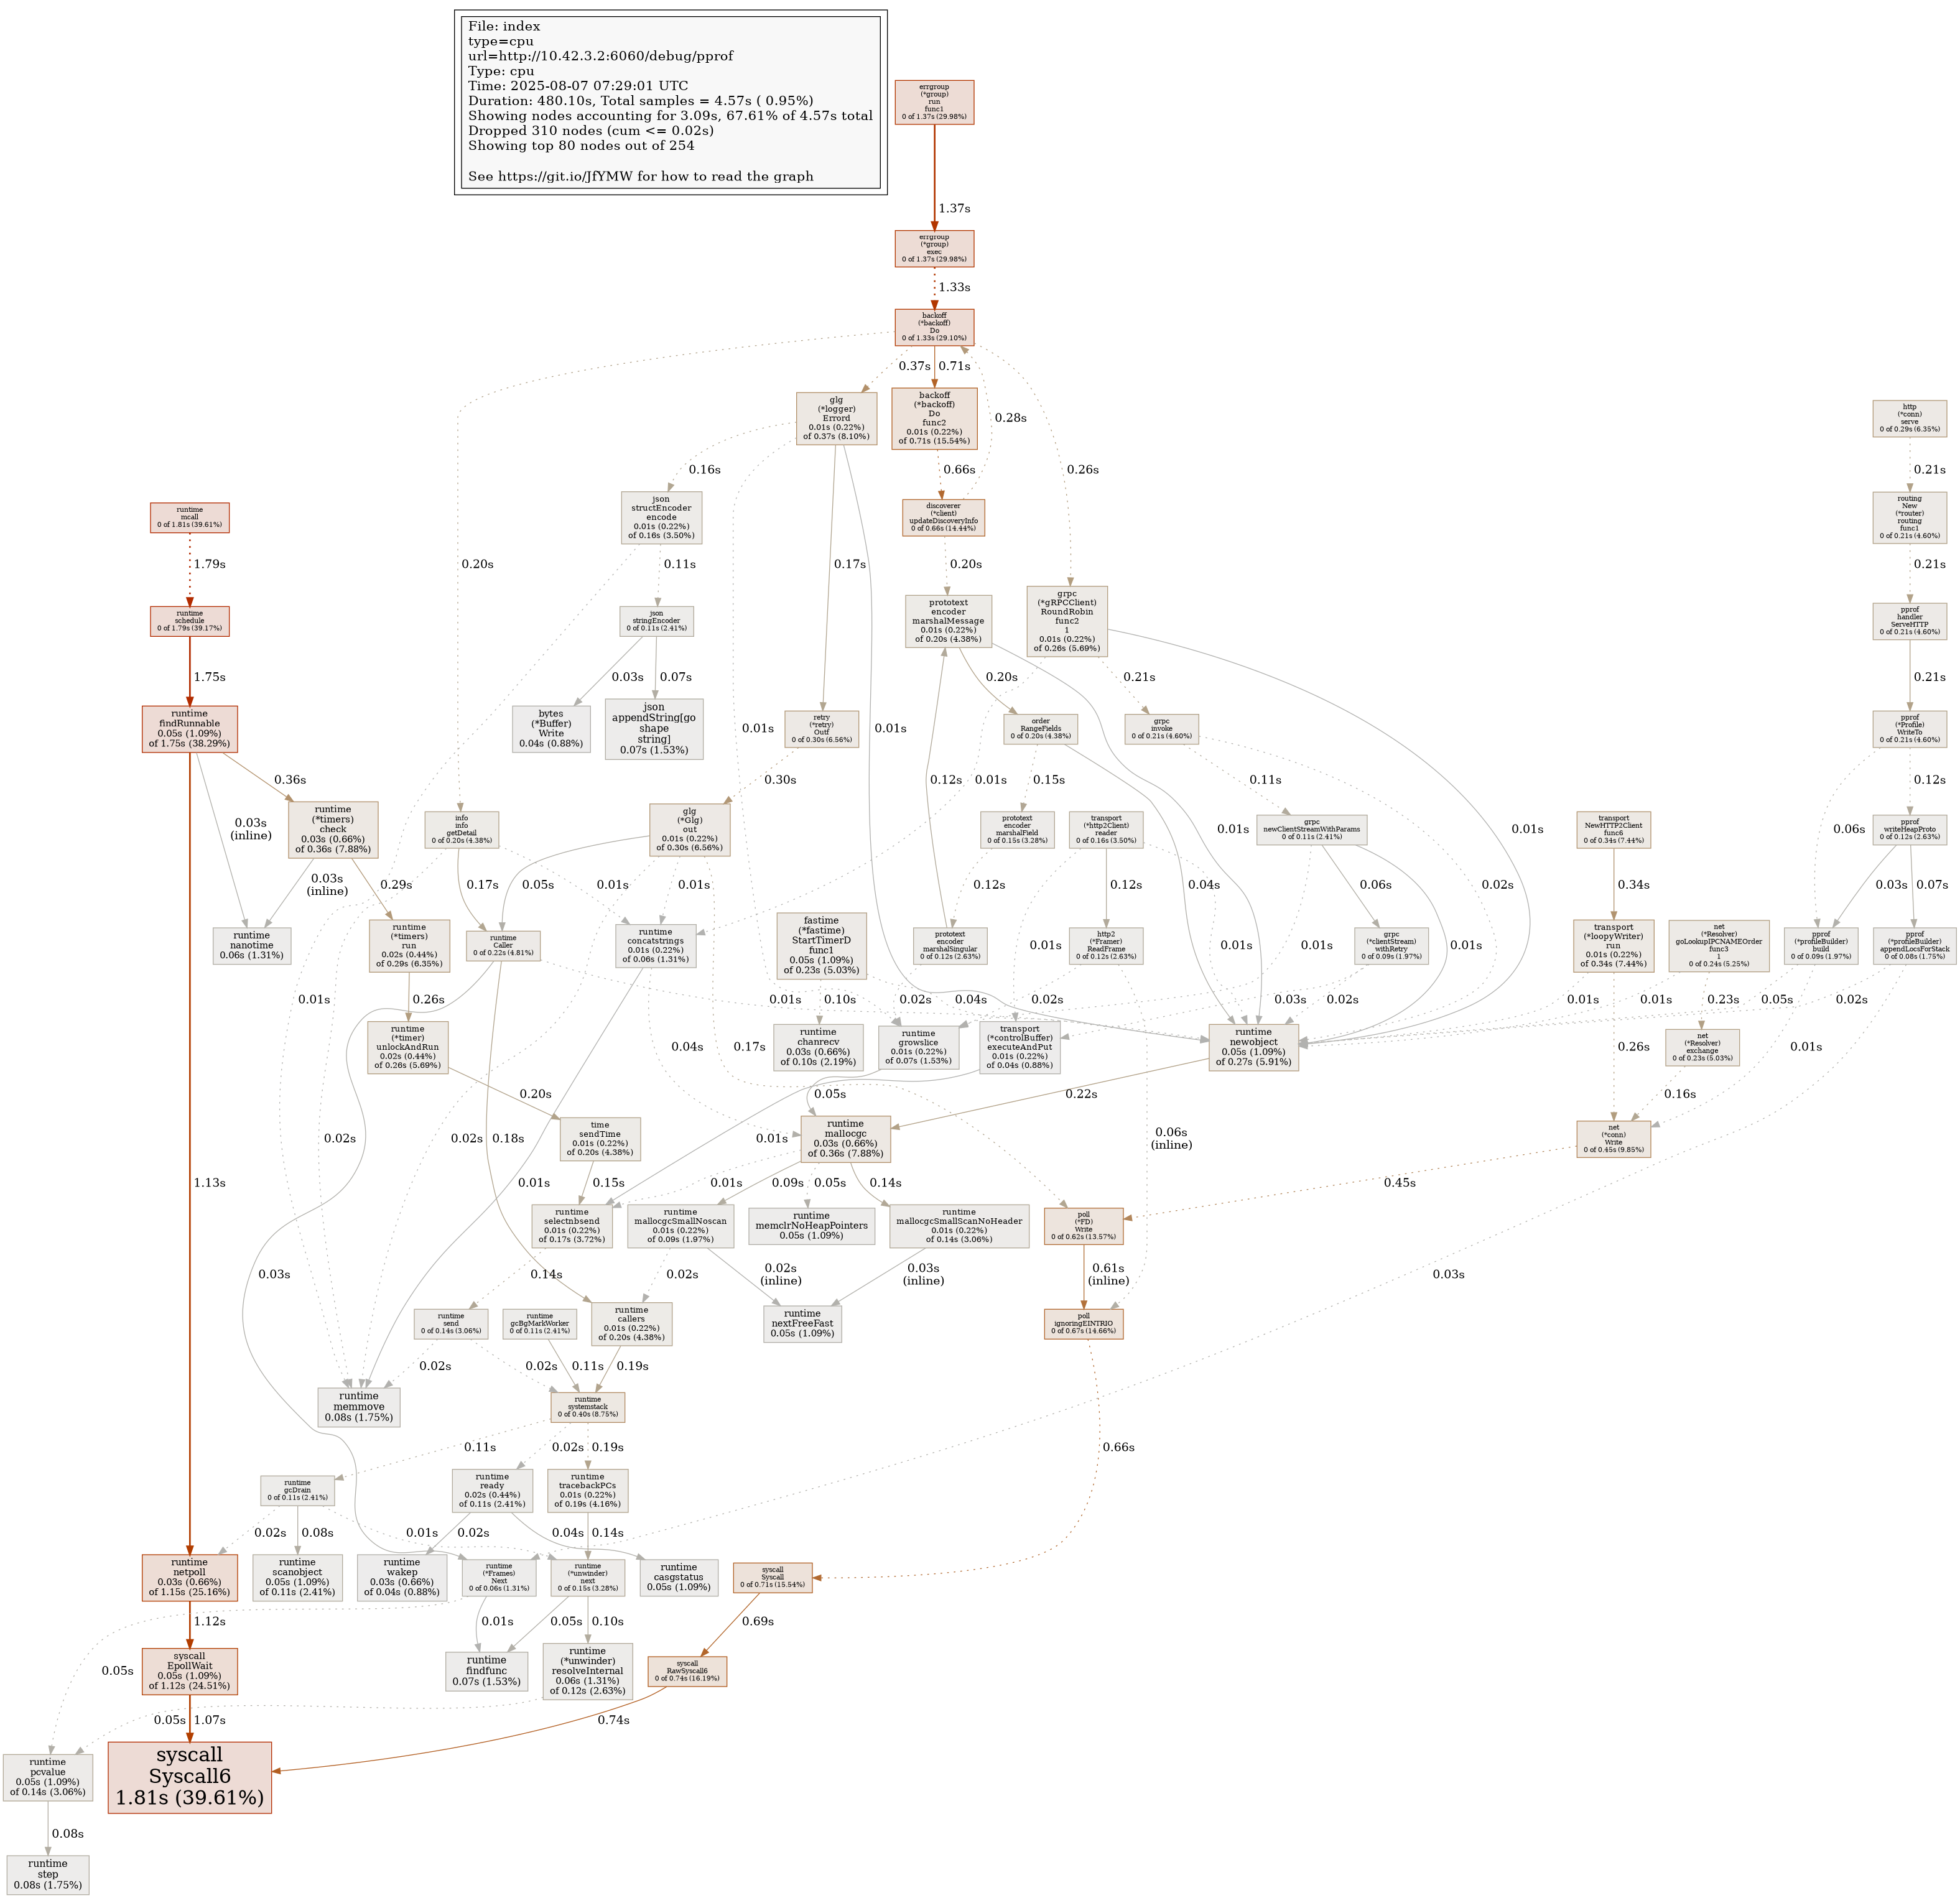 File: index
type=cpu
url=http://10.42.3.2:6060/debug/pprof
Type: cpu
Time: 2025-08-07 07:29:01 UTC
Duration: 480.10s, Total samples = 4.57s ( 0.95%)
Showing nodes accounting for 3.09s, 67.61% of 4.57s total
Dropped 310 nodes (cum <= 0.02s)
Showing top 80 nodes out of 254
See https://git.io/JfYMW for how to read the graph
errgroup
(*group)
run
func1
0 of 1.37s (29.98%)
1.37s
errgroup
(*group)
exec
0 of 1.37s (29.98%)
1.33s
backoff
(*backoff)
Do
0 of 1.33s (29.10%)
0.37s
0.71s
0.28s
0.26s
0.20s
glg
(*logger)
Errord
0.01s (0.22%)
of 0.37s (8.10%)
backoff
(*backoff)
Do
func2
0.01s (0.22%)
of 0.71s (15.54%)
http
(*conn)
serve
0 of 0.29s (6.35%)
0.16s
0.66s
0.21s
json
structEncoder
encode
0.01s (0.22%)
of 0.16s (3.50%)
discoverer
(*client)
updateDiscoveryInfo
0 of 0.66s (14.44%)
routing
New
(*router)
routing
func1
0 of 0.21s (4.60%)
runtime
mcall
0 of 1.81s (39.61%)
1.79s
0.11s
0.17s
0.20s
0.21s
runtime
schedule
0 of 1.79s (39.17%)
json
stringEncoder
0 of 0.11s (2.41%)
prototext
encoder
marshalMessage
0.01s (0.22%)
of 0.20s (4.38%)
grpc
(*gRPCClient)
RoundRobin
func2
1
0.01s (0.22%)
of 0.26s (5.69%)
pprof
handler
ServeHTTP
0 of 0.21s (4.60%)
1.75s
0.03s
0.07s
0.20s
0.21s
0.21s
runtime
findRunnable
0.05s (1.09%)
of 1.75s (38.29%)
bytes
(*Buffer)
Write
0.04s (0.88%)
json
appendString[go
shape
string]
0.07s (1.53%)
0.01s
retry
(*retry)
Outf
0 of 0.30s (6.56%)
0.01s
order
RangeFields
0 of 0.20s (4.38%)
grpc
invoke
0 of 0.21s (4.60%)
pprof
(*Profile)
WriteTo
0 of 0.21s (4.60%)
0.36s
0.30s
0.12s
0.01s
0.15s
0.11s
0.06s
0.12s
0.03s
(inline)
runtime
(*timers)
check
0.03s (0.66%)
of 0.36s (7.88%)
info
info
getDetail
0 of 0.20s (4.38%)
glg
(*Glg)
out
0.01s (0.22%)
of 0.30s (6.56%)
0.01s
0.01s
prototext
encoder
marshalField
0 of 0.15s (3.28%)
transport
(*http2Client)
reader
0 of 0.16s (3.50%)
grpc
newClientStreamWithParams
0 of 0.11s (2.41%)
transport
NewHTTP2Client
func6
0 of 0.34s (7.44%)
pprof
writeHeapProto
0 of 0.12s (2.63%)
0.03s
(inline)
0.29s
0.17s
0.05s
0.01s
0.01s
0.12s
0.12s
0.04s
0.06s
0.02s
0.34s
0.03s
0.07s
runtime
nanotime
0.06s (1.31%)
runtime
(*timers)
run
0.02s (0.44%)
of 0.29s (6.35%)
runtime
Caller
0 of 0.22s (4.81%)
runtime
concatstrings
0.01s (0.22%)
of 0.06s (1.31%)
fastime
(*fastime)
StartTimerD
func1
0.05s (1.09%)
of 0.23s (5.03%)
prototext
encoder
marshalSingular
0 of 0.12s (2.63%)
0.01s
http2
(*Framer)
ReadFrame
0 of 0.12s (2.63%)
0.01s
0.01s
grpc
(*clientStream)
withRetry
0 of 0.09s (1.97%)
0.01s
transport
(*loopyWriter)
run
0.01s (0.22%)
of 0.34s (7.44%)
net
(*Resolver)
goLookupIPCNAMEOrder
func3
1
0 of 0.24s (5.25%)
pprof
(*profileBuilder)
build
0 of 0.09s (1.97%)
pprof
(*profileBuilder)
appendLocsForStack
0 of 0.08s (1.75%)
0.01s
0.26s
0.01s
0.10s
0.02s
0.04s
0.02s
0.03s
0.02s
0.01s
0.01s
0.23s
0.05s
0.02s
runtime
(*timer)
unlockAndRun
0.02s (0.44%)
of 0.26s (5.69%)
0.02s
0.02s
0.04s
0.17s
runtime
chanrecv
0.03s (0.66%)
of 0.10s (2.19%)
runtime
growslice
0.01s (0.22%)
of 0.07s (1.53%)
transport
(*controlBuffer)
executeAndPut
0.01s (0.22%)
of 0.04s (0.88%)
runtime
newobject
0.05s (1.09%)
of 0.27s (5.91%)
0.26s
net
(*Resolver)
exchange
0 of 0.23s (5.03%)
0.01s
0.20s
0.05s
0.22s
0.16s
0.18s
time
sendTime
0.01s (0.22%)
of 0.20s (4.38%)
0.01s
0.01s
runtime
mallocgc
0.03s (0.66%)
of 0.36s (7.88%)
0.06s
(inline)
net
(*conn)
Write
0 of 0.45s (9.85%)
1.13s
0.15s
0.01s
0.09s
0.05s
0.14s
0.45s
runtime
selectnbsend
0.01s (0.22%)
of 0.17s (3.72%)
runtime
mallocgcSmallNoscan
0.01s (0.22%)
of 0.09s (1.97%)
runtime
memclrNoHeapPointers
0.05s (1.09%)
runtime
mallocgcSmallScanNoHeader
0.01s (0.22%)
of 0.14s (3.06%)
poll
(*FD)
Write
0 of 0.62s (13.57%)
0.03s
0.14s
0.02s
0.02s
(inline)
0.03s
(inline)
0.61s
(inline)
0.03s
runtime
send
0 of 0.14s (3.06%)
runtime
gcBgMarkWorker
0 of 0.11s (2.41%)
runtime
callers
0.01s (0.22%)
of 0.20s (4.38%)
runtime
nextFreeFast
0.05s (1.09%)
poll
ignoringEINTRIO
0 of 0.67s (14.66%)
0.02s
0.02s
0.11s
0.19s
runtime
memmove
0.08s (1.75%)
runtime
systemstack
0 of 0.40s (8.75%)
0.11s
0.02s
0.19s
0.66s
runtime
gcDrain
0 of 0.11s (2.41%)
runtime
ready
0.02s (0.44%)
of 0.11s (2.41%)
runtime
tracebackPCs
0.01s (0.22%)
of 0.19s (4.16%)
0.02s
0.08s
0.01s
0.02s
0.04s
0.14s
runtime
netpoll
0.03s (0.66%)
of 1.15s (25.16%)
runtime
scanobject
0.05s (1.09%)
of 0.11s (2.41%)
runtime
wakep
0.03s (0.66%)
of 0.04s (0.88%)
runtime
(*Frames)
Next
0 of 0.06s (1.31%)
runtime
(*unwinder)
next
0 of 0.15s (3.28%)
runtime
casgstatus
0.05s (1.09%)
syscall
Syscall
0 of 0.71s (15.54%)
1.12s
0.01s
0.05s
0.10s
0.69s
0.05s
syscall
EpollWait
0.05s (1.09%)
of 1.12s (24.51%)
runtime
findfunc
0.07s (1.53%)
runtime
(*unwinder)
resolveInternal
0.06s (1.31%)
of 0.12s (2.63%)
syscall
RawSyscall6
0 of 0.74s (16.19%)
0.05s
1.07s
0.74s
runtime
pcvalue
0.05s (1.09%)
of 0.14s (3.06%)
syscall
Syscall6
1.81s (39.61%)
0.08s
runtime
step
0.08s (1.75%)